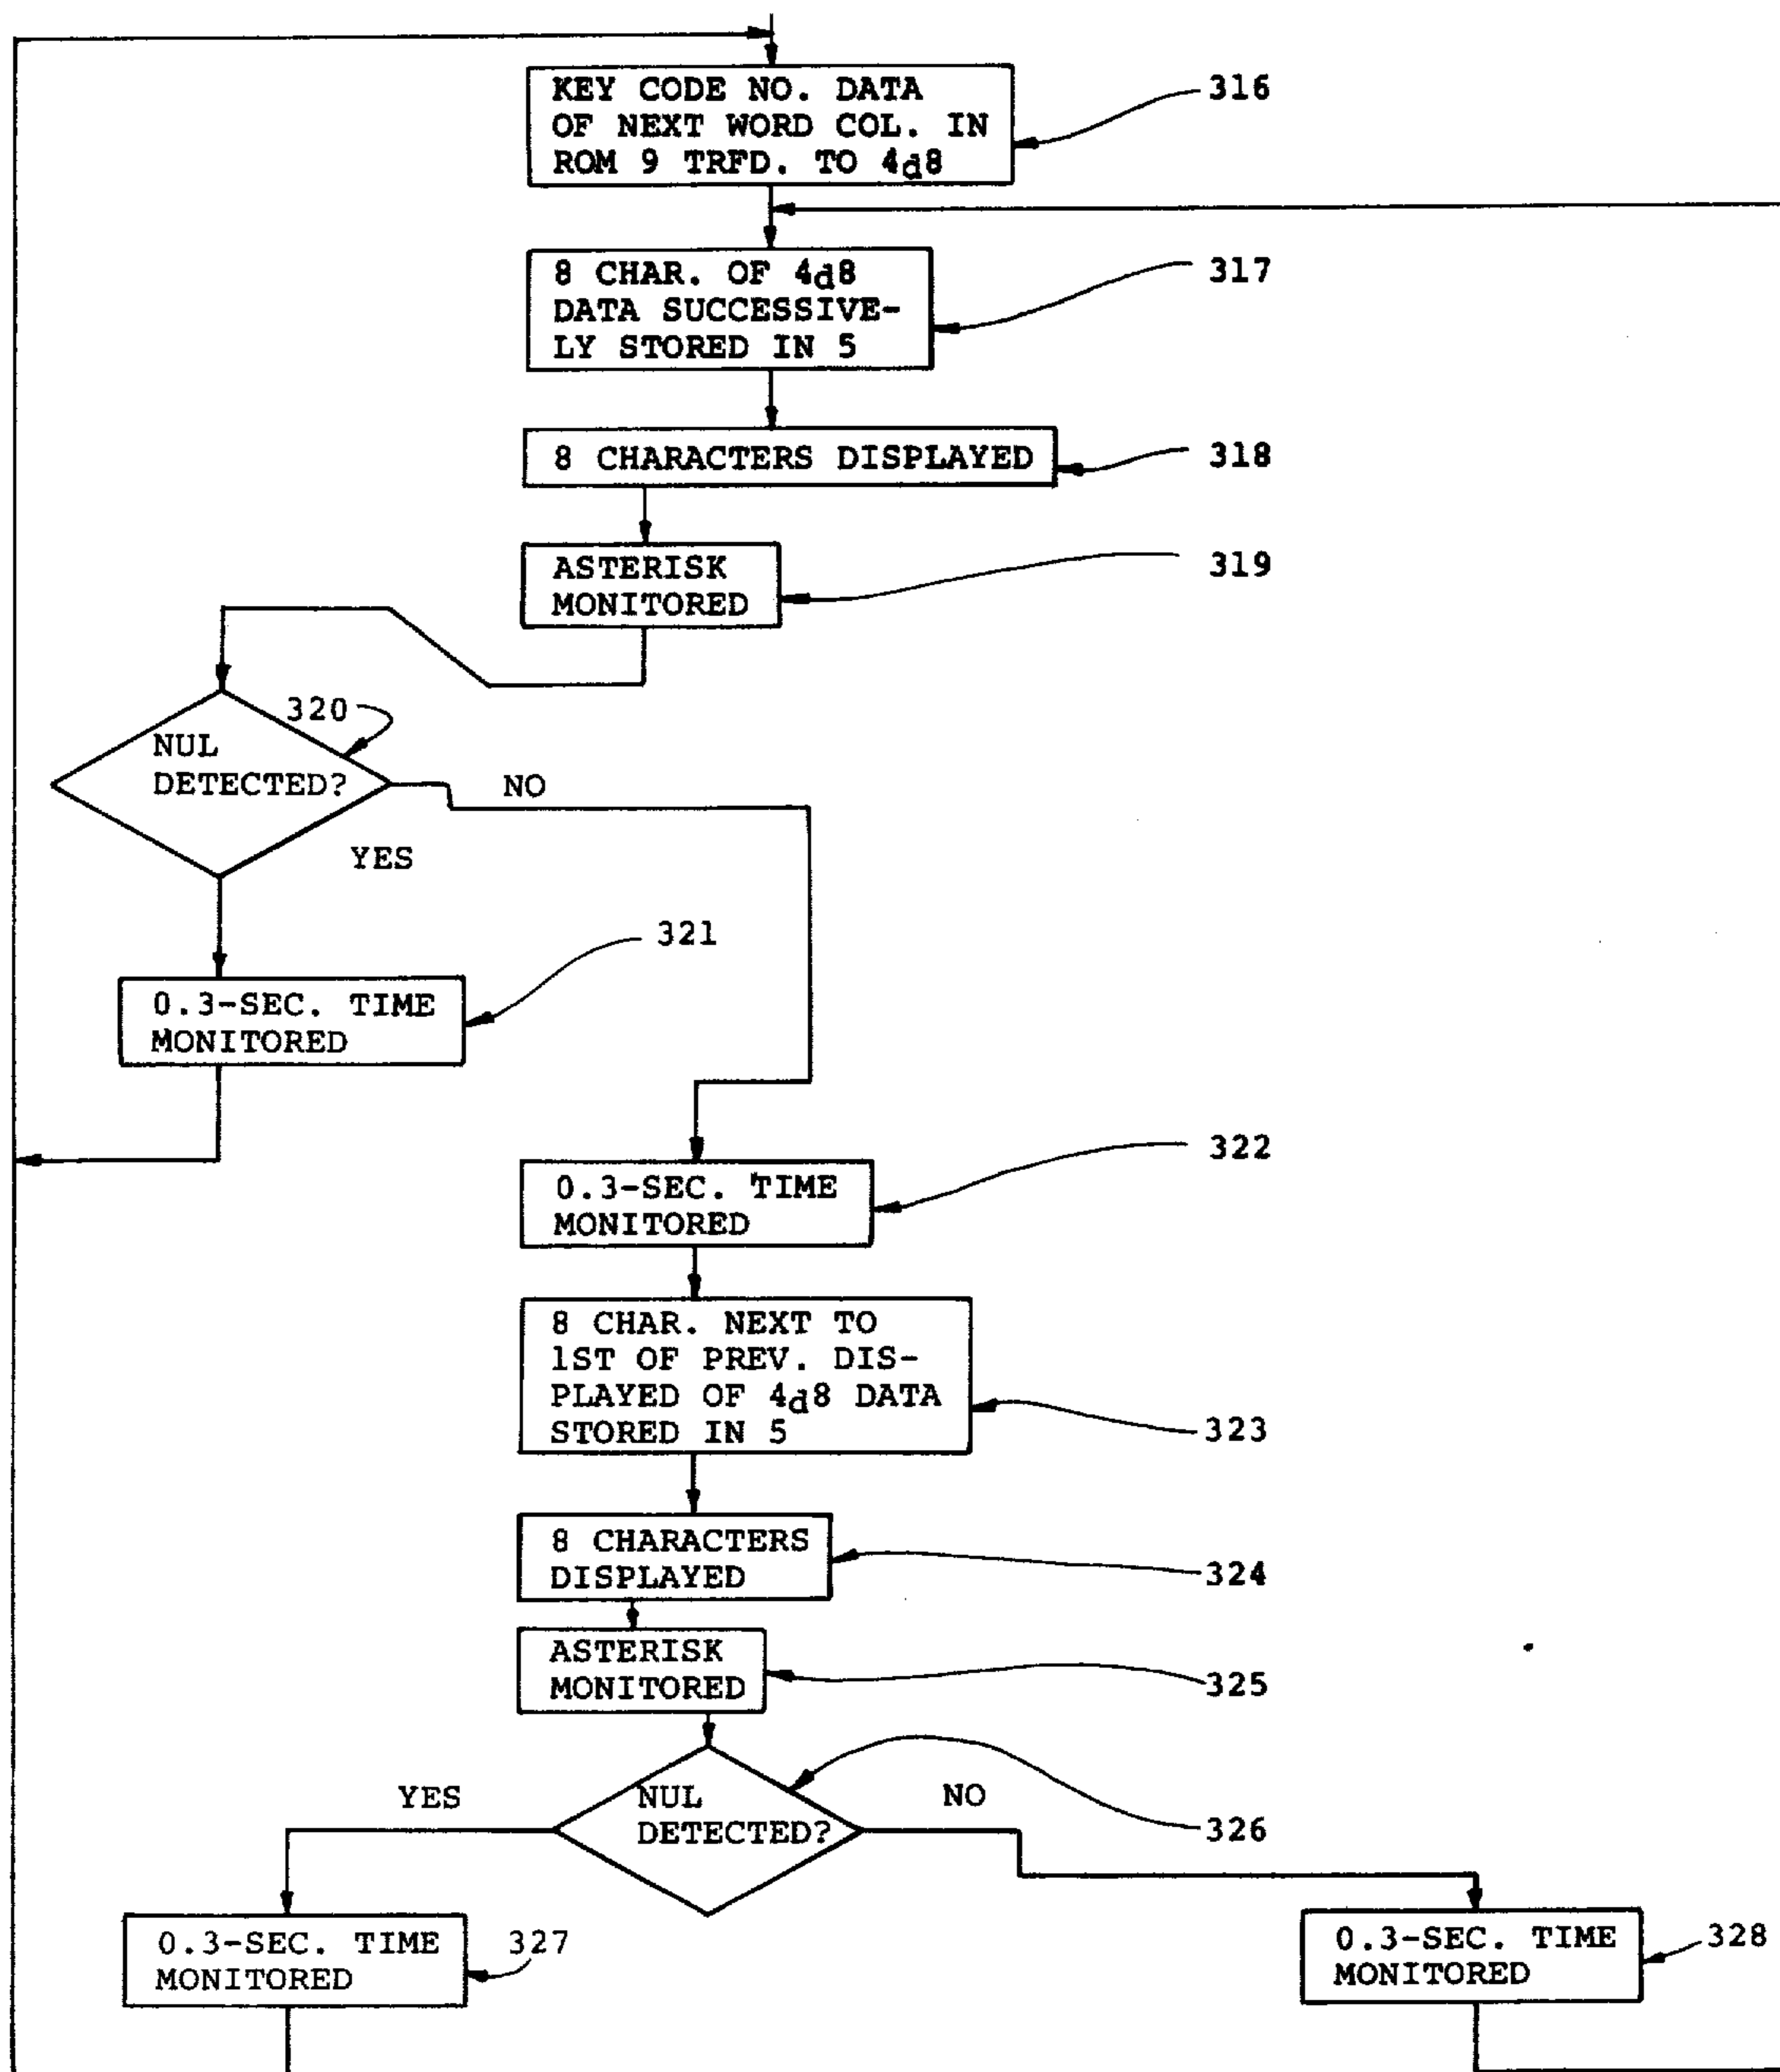 KEY CODE NO. DATA
OF NEXT WORD COL. IN
ROM 9 TRFD. TO 4d8
316
8 CHAR. OF 4d8
DATA SUCCESSIVE-
LY STORED IN 5
317
8 CHARACTERS DISPLAYED
318
ASTERISK
MONITORED
319
320
NUL
DETECTED?
NO
YES
321
0.3-SEC. TIME
MONITORED
322
0.3-SEC. TIME
MONITORED
8 CHAR. NEXT TO
1ST OF PREV. DIS-
PLAYED OF 4d8 DATA
STORED IN 5
323
8 CHARACTERS
DISPLAYED
324
ASTERISK
MONITORED
325
YES
NUL
DETECTED?
NO
326
0.3-SEC. TIME
MONITORED
327
0.3-SEC. TIME
MONITORED
328